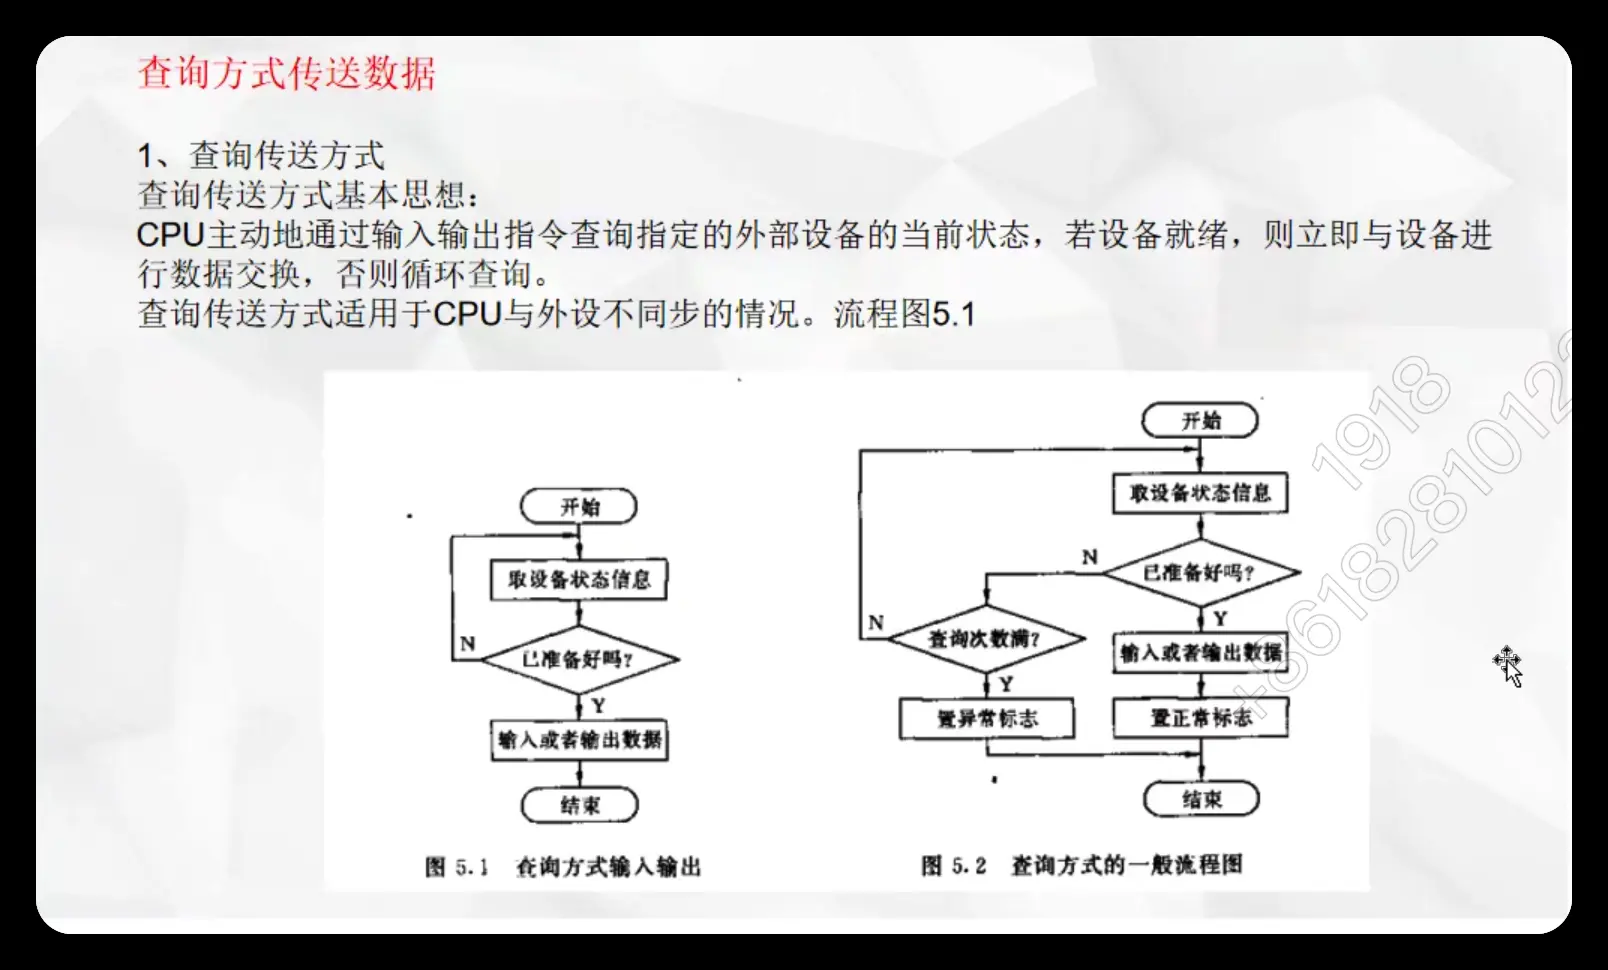 查询方式传送数据
1、查询传送方式
查询传送方式基本思想：
CPU主动地通过输入输出指令查询指定的外部设备的当前状态，若设备就绪，则立即与设备进
行数据交换，否则循环查询。
查询传送方式适用于CPU与外设不同步的情况。流程图5.1
开始
取设备状态信息
N
已准备好吗?
Y
输入或者输出数据
结束
图 5.1 查询方式输入输出
开始
取设备状态信息
N
已准备好吗?
N
查询次数满?
Y
输入或者输出数据
Y
置异常标志
置正常标志
结束
图 5.2 查询方式的一般流程图
1918
+8618281012